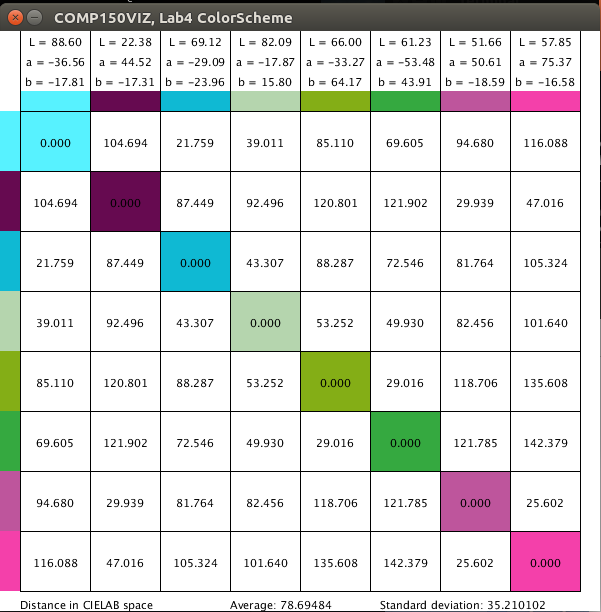 COMP150VIZ, Lab4 ColorScheme
L = 88.60 L = 22.38 L = 69.12 L = 82.09 L = 66.00 L = 61.23 L = 51.66 L = 57.85
a = -36.56 a = 44.52 a = -29.09 a = -17.87 a = -33.27 a = -53.48 a = 50.61 a = 75.37
b = -17.81 b = -17.31 b = -23.96 b = 15.80 b = 64.17 b = 43.91 b = -18.59 b = -16.58
0.000 104.694 21.759 39.011 85.110 69.605 94.680 116.088
104.694 0.000 87.449 92.496 120.801 121.902 29.939 47.016
21.759 87.449 0.000 43.307 88.287 72.546 81.764 105.324
39.011 92.496 43.307 0.000 53.252 49.930 82.456 101.640
85.110 120.801 88.287 53.252 0.000 29.016 118.706 135.608
69.605 121.902 72.546 49.930 29.016 0.000 121.785 142.379
94.680 29.939 81.764 82.456 118.706 121.785 0.000 25.602
116.088 47.016 105.324 101.640 135.608 142.379 25.602 0.000
Distance in CIELAB space Average: 78.69484 Standard deviation: 35.210102